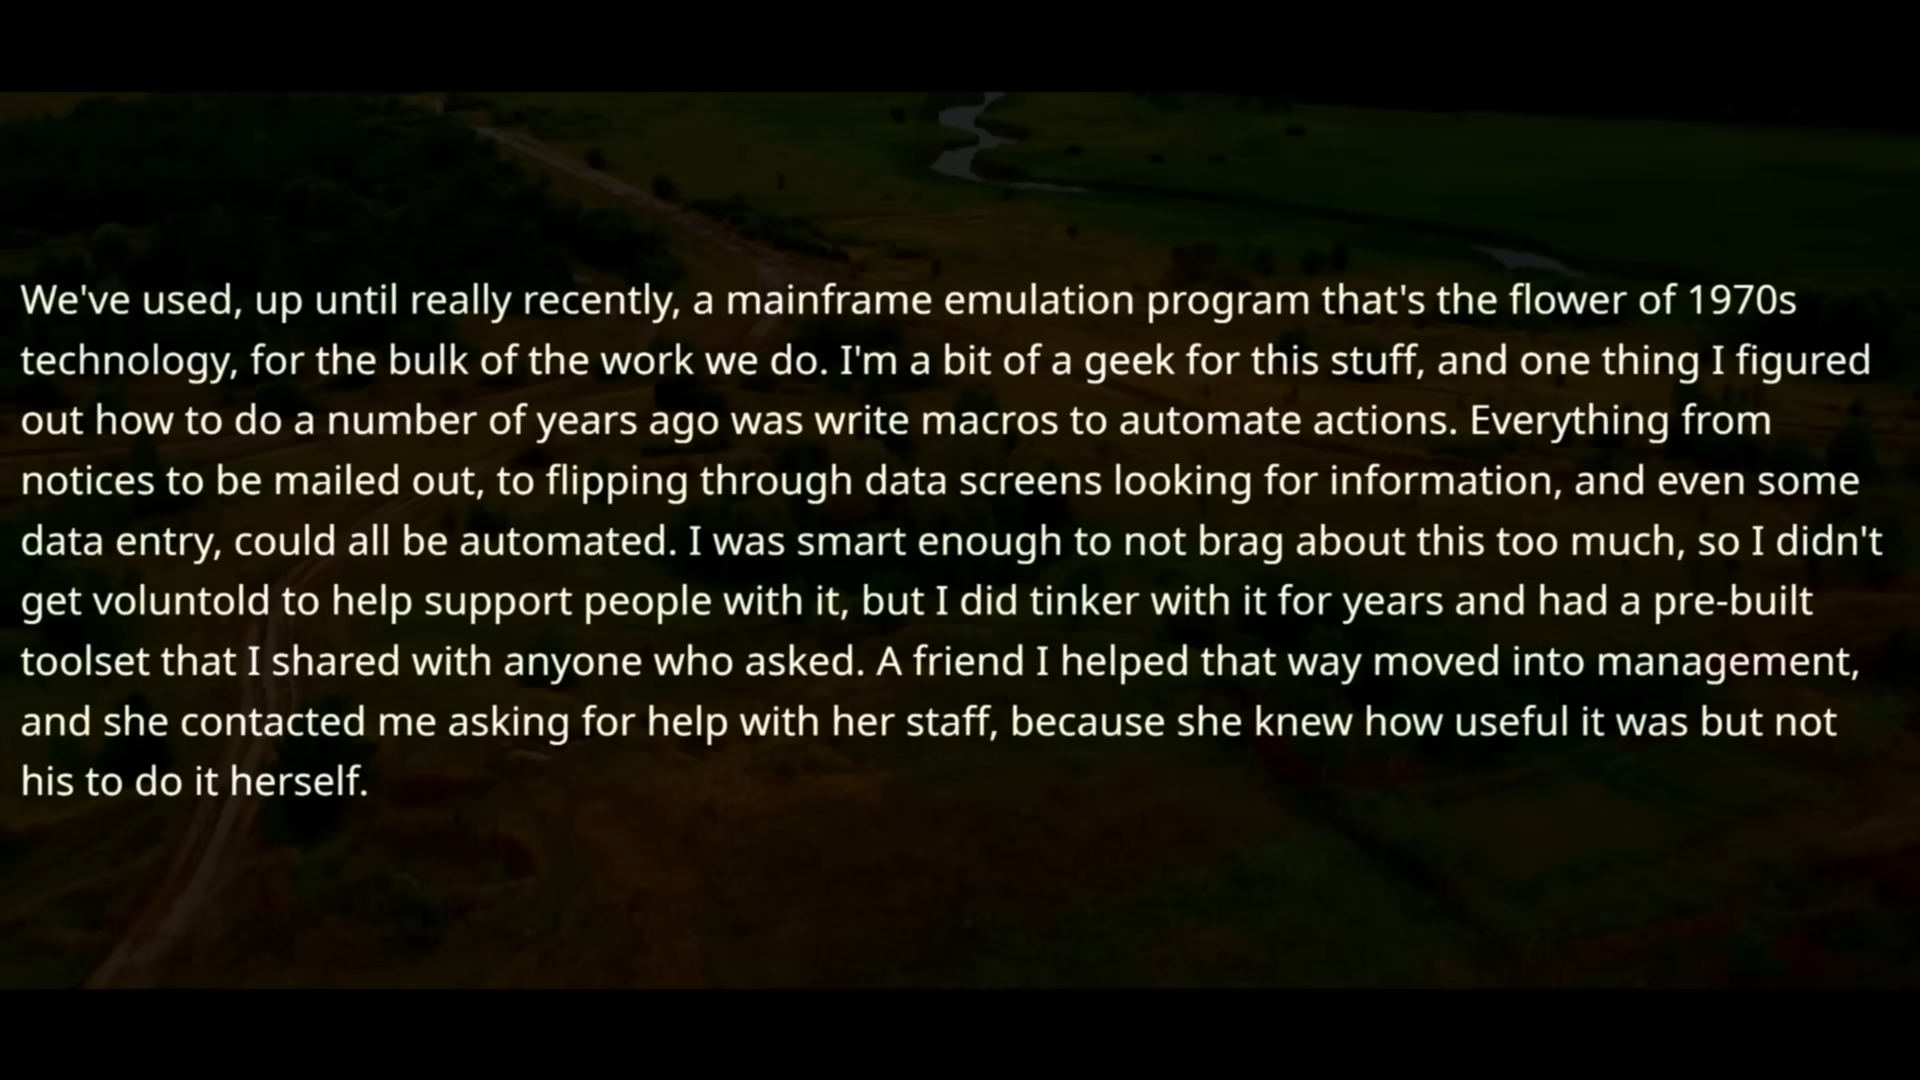 We've used, up until really recently, a mainframe emulation program that's the flower of 1970s
technology, for the bulk of the work we do. I'm a bit of a geek for this stuff, and one thing I figured
out how to do a number of years ago was write macros to automate actions. Everything from
notices to be mailed out, to flipping through data screens looking for information, and even some
data entry, could all be automated. I was smart enough to not brag about this too much, so I didn't
get voluntold to help support people with it, but I did tinker with it for years and had a pre-built
toolset that I shared with anyone who asked. A friend I helped that way moved into management,
and she contacted me asking for help with her staff, because she knew how useful it was but not
his to do it herself.